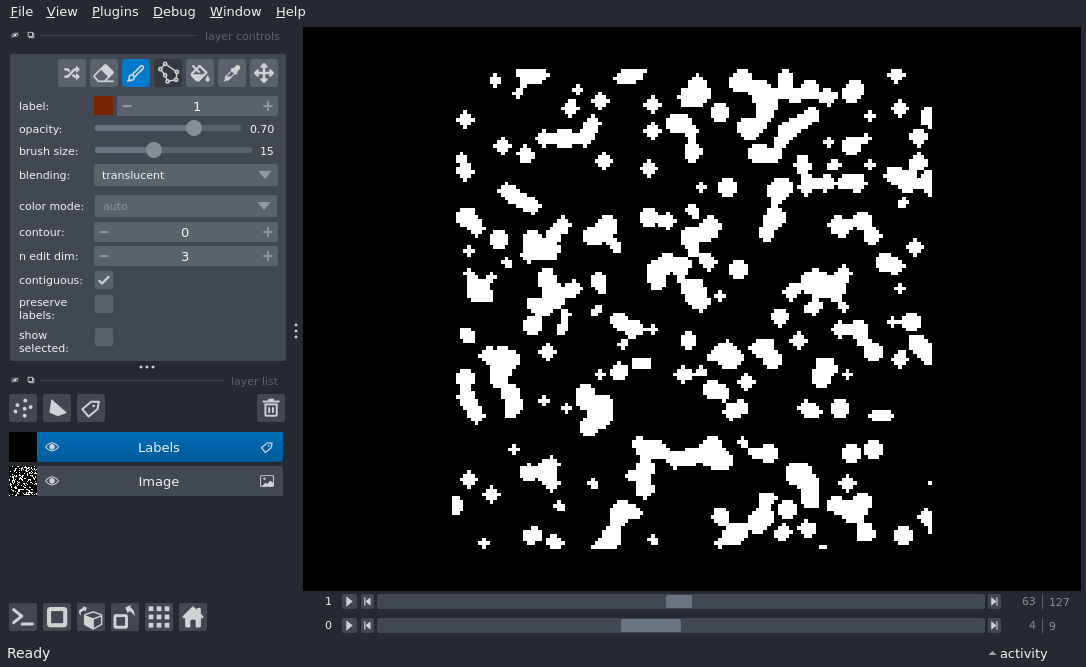 File View Plugins Debug Window Help
layer controls
label: 1
opacity: 0.70
brush size: 15
blending: translucent
color mode: auto
contour: 0
n edit dim: 3
contiguous:
preserve
labels:
show
selected:
layer list
Labels
Image
1 63 127
0 4 9
Ready activity